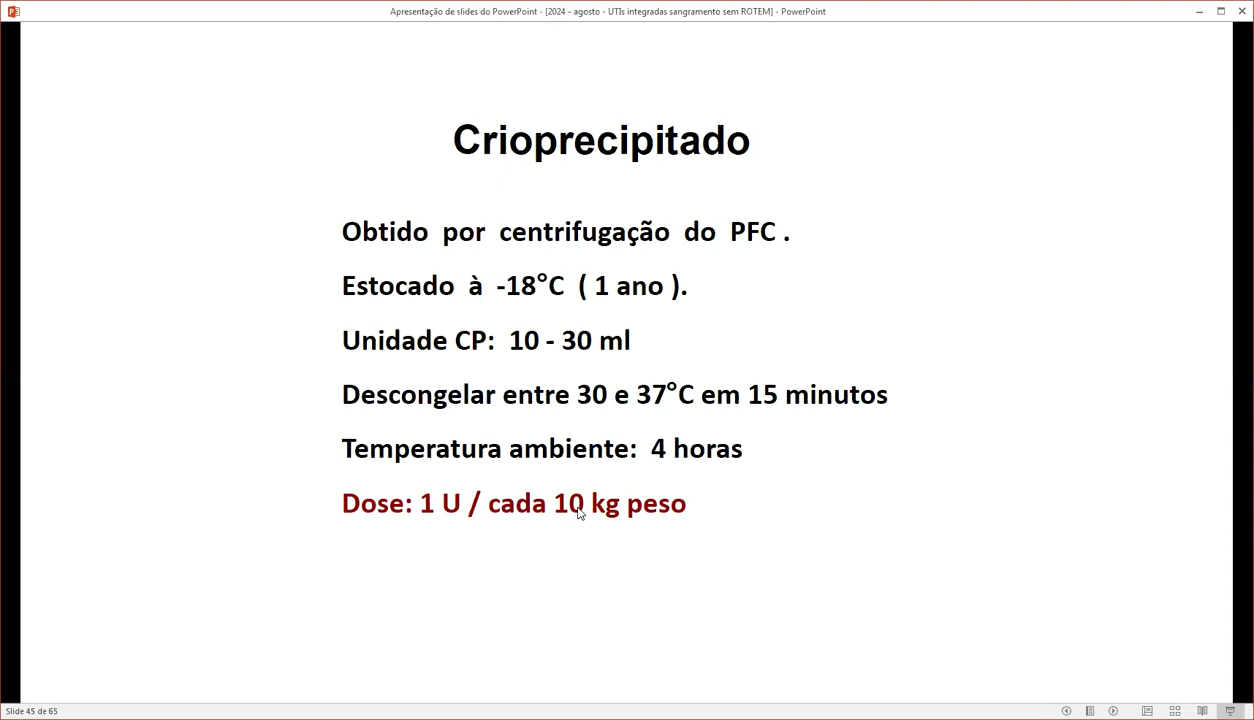 Apresentação de slides do PowerPoint - [2024 - agosto - UTIs integradas sangramento sem ROTEM] - PowerPoint
Crioprecipitado
Obtido por centrifugação do PFC .
Estocado à -18°C ( 1 ano ).
Unidade CP: 10 - 30 ml
Descongelar entre 30 e 37°C em 15 minutos
Temperatura ambiente: 4 horas
Dose: 1 U / cada 10 kg peso
Slide 45 de 65